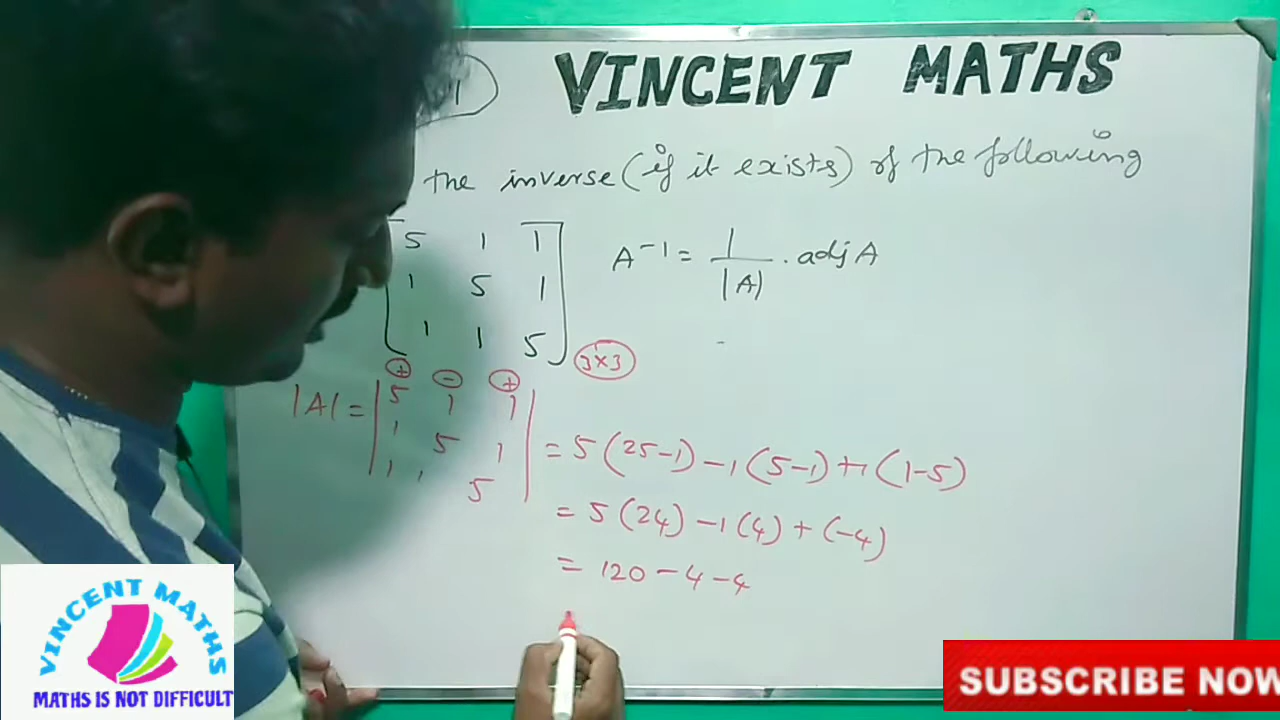 VINCENT MATHS
1
the inverse (if it exists) of the following
5 1 1
1 5 1
1 1 5
3×3
A⁻¹ = 1/|A| . adj A
+ - +
|A| = | 5 1 1 |
1 5 1
1 1 5
= 5(25-1) -1(5-1) +1(1-5)
= 5(24) -1(4) + (-4)
= 120 - 4 - 4
VINCENT MATHS
MATHS IS NOT DIFFICULT
SUBSCRIBE NOW